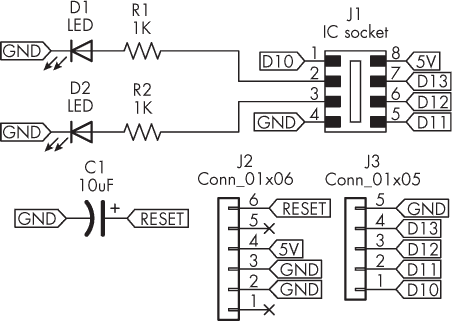 D1
LED
R1
1K
GND
J1
IC socket
D10 1
2
3
GND 4
8 5V
7 D13
6 D12
5 D11
D2
LED
R2
1K
GND
C1
10uF
GND + RESET
J2
Conn_01x06
6 RESET
5
4 5V
3 GND
2 GND
1
J3
Conn_01x05
5 GND
4 D13
3 D12
2 D11
1 D10